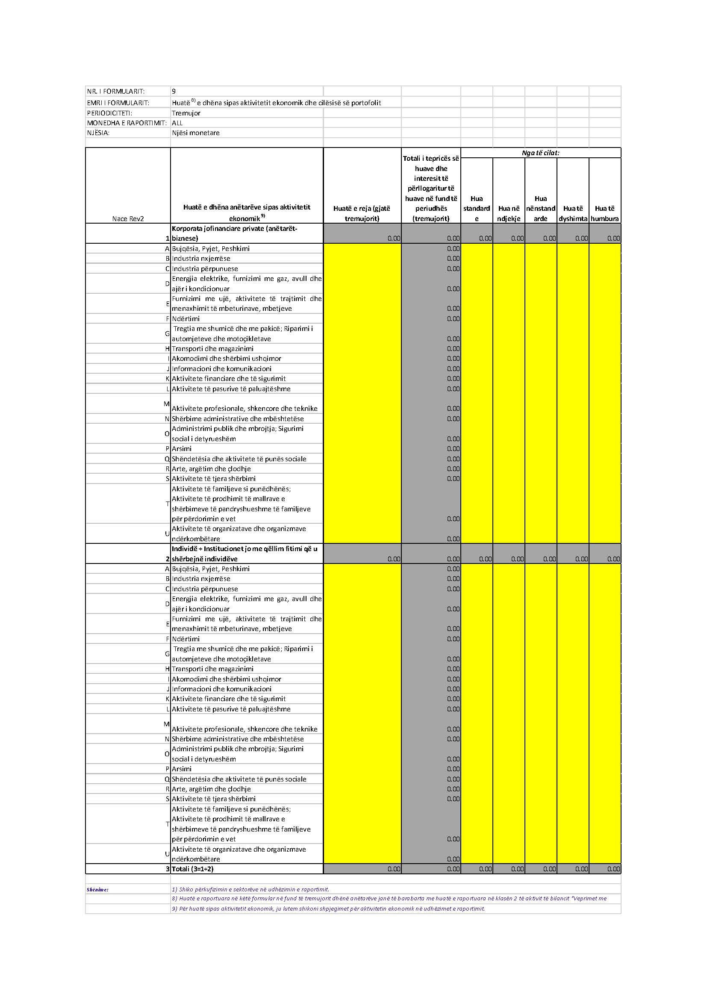 NR. I FORMULARIT: 9
EMRI I FORMULARIT: Huatë 8) e dhëna sipas aktivitetit ekonomik dhe cilësisë së portofolit
PERIODICITETI: Tremujor
MONEDHA E RAPORTIMIT: ALL
NJËSIA: Njësi monetare
Nace Rev2
Huatë e dhëna anëtarëve sipas aktivitetit
ekonomik 9)
Huatë e reja (gjatë
tremujorit)
Totali i tepricës së
huave dhe
interesit të
përllogaritur të
huave në fund të
periudhës
(tremujorit)
Nga të cilat:
Hua
standard
e
Hua në
ndjekje
Hua
nënstand
arde
Hua të
dyshimta
Hua të
humbura
Korporata jofinanciare private (anëtarët-
1 biznese) 0.00 0.00 0.00 0.00 0.00 0.00 0.00
A Bujqësia, Pyjet, Peshkimi 0.00
B Industria nxjerrëse 0.00
C Industria përpunuese 0.00
D Energjia elektrike, furnizimi me gaz, avull dhe
ajër i kondicionuar 0.00
E Furnizimi me ujë, aktivitete të trajtimit dhe
menaxhimit të mbeturinave, mbetjeve 0.00
F Ndërtimi 0.00
G Tregtia me shumicë dhe me pakicë; Riparimi i
automjeteve dhe motoçikletave 0.00
H Transporti dhe magazinimi 0.00
I Akomodimi dhe shërbimi ushqimor 0.00
J Informacioni dhe komunikacioni 0.00
K Aktivitete financiare dhe të sigurimit 0.00
L Aktivitete të pasurive të paluajtëshme 0.00
M Aktivitete profesionale, shkencore dhe teknike 0.00
N Shërbime administrative dhe mbështetëse 0.00
O Administrimi publik dhe mbrojtja; Sigurimi
social i detyrueshëm 0.00
P Arsimi 0.00
Q Shëndetësia dhe aktivitete të punës sociale 0.00
R Arte, argëtim dhe çlodhje 0.00
S Aktivitete të tjera shërbimi 0.00
Aktivitete të familjeve si punëdhënës;
T Aktivitete të prodhimit të mallrave e
shërbimeve të pandryshueshme të familjeve
për përdorimin e vet 0.00
U Aktivitete të organizatave dhe organizmave
ndërkombëtare 0.00
Individë + Institucionet jo me qëllim fitimi që u
2 shërbejnë individëve 0.00 0.00 0.00 0.00 0.00 0.00 0.00
A Bujqësia, Pyjet, Peshkimi 0.00
B Industria nxjerrëse 0.00
C Industria përpunuese 0.00
D Energjia elektrike, furnizimi me gaz, avull dhe
ajër i kondicionuar 0.00
E Furnizimi me ujë, aktivitete të trajtimit dhe
menaxhimit të mbeturinave, mbetjeve 0.00
F Ndërtimi 0.00
G Tregtia me shumicë dhe me pakicë; Riparimi i
automjeteve dhe motoçikletave 0.00
H Transporti dhe magazinimi 0.00
I Akomodimi dhe shërbimi ushqimor 0.00
J Informacioni dhe komunikacioni 0.00
K Aktivitete financiare dhe të sigurimit 0.00
L Aktivitete të pasurive të paluajtëshme 0.00
M Aktivitete profesionale, shkencore dhe teknike 0.00
N Shërbime administrative dhe mbështetëse 0.00
O Administrimi publik dhe mbrojtja; Sigurimi
social i detyrueshëm 0.00
P Arsimi 0.00
Q Shëndetësia dhe aktivitete të punës sociale 0.00
R Arte, argëtim dhe çlodhje 0.00
S Aktivitete të tjera shërbimi 0.00
Aktivitete të familjeve si punëdhënës;
T Aktivitete të prodhimit të mallrave e
shërbimeve të pandryshueshme të familjeve
për përdorimin e vet 0.00
U Aktivitete të organizatave dhe organizmave
ndërkombëtare 0.00
3 Totali (3=1+2) 0.00 0.00 0.00 0.00 0.00 0.00 0.00
Shënime: 1) Shiko përkufizimin e sektorëve në udhëzimin e raportimit.
8) Huatë e raportuara në këtë formular në fund të tremujorit dhënë anëtarëve janë të barabarta me huatë e raportuara në klasën 2 të aktivit të bilancit "Veprimet me
9) Për huatë sipas aktivitetit ekonomik, ju lutem shikoni shpjegimet për aktivitetin ekonomik në udhëzimet e raportimit.